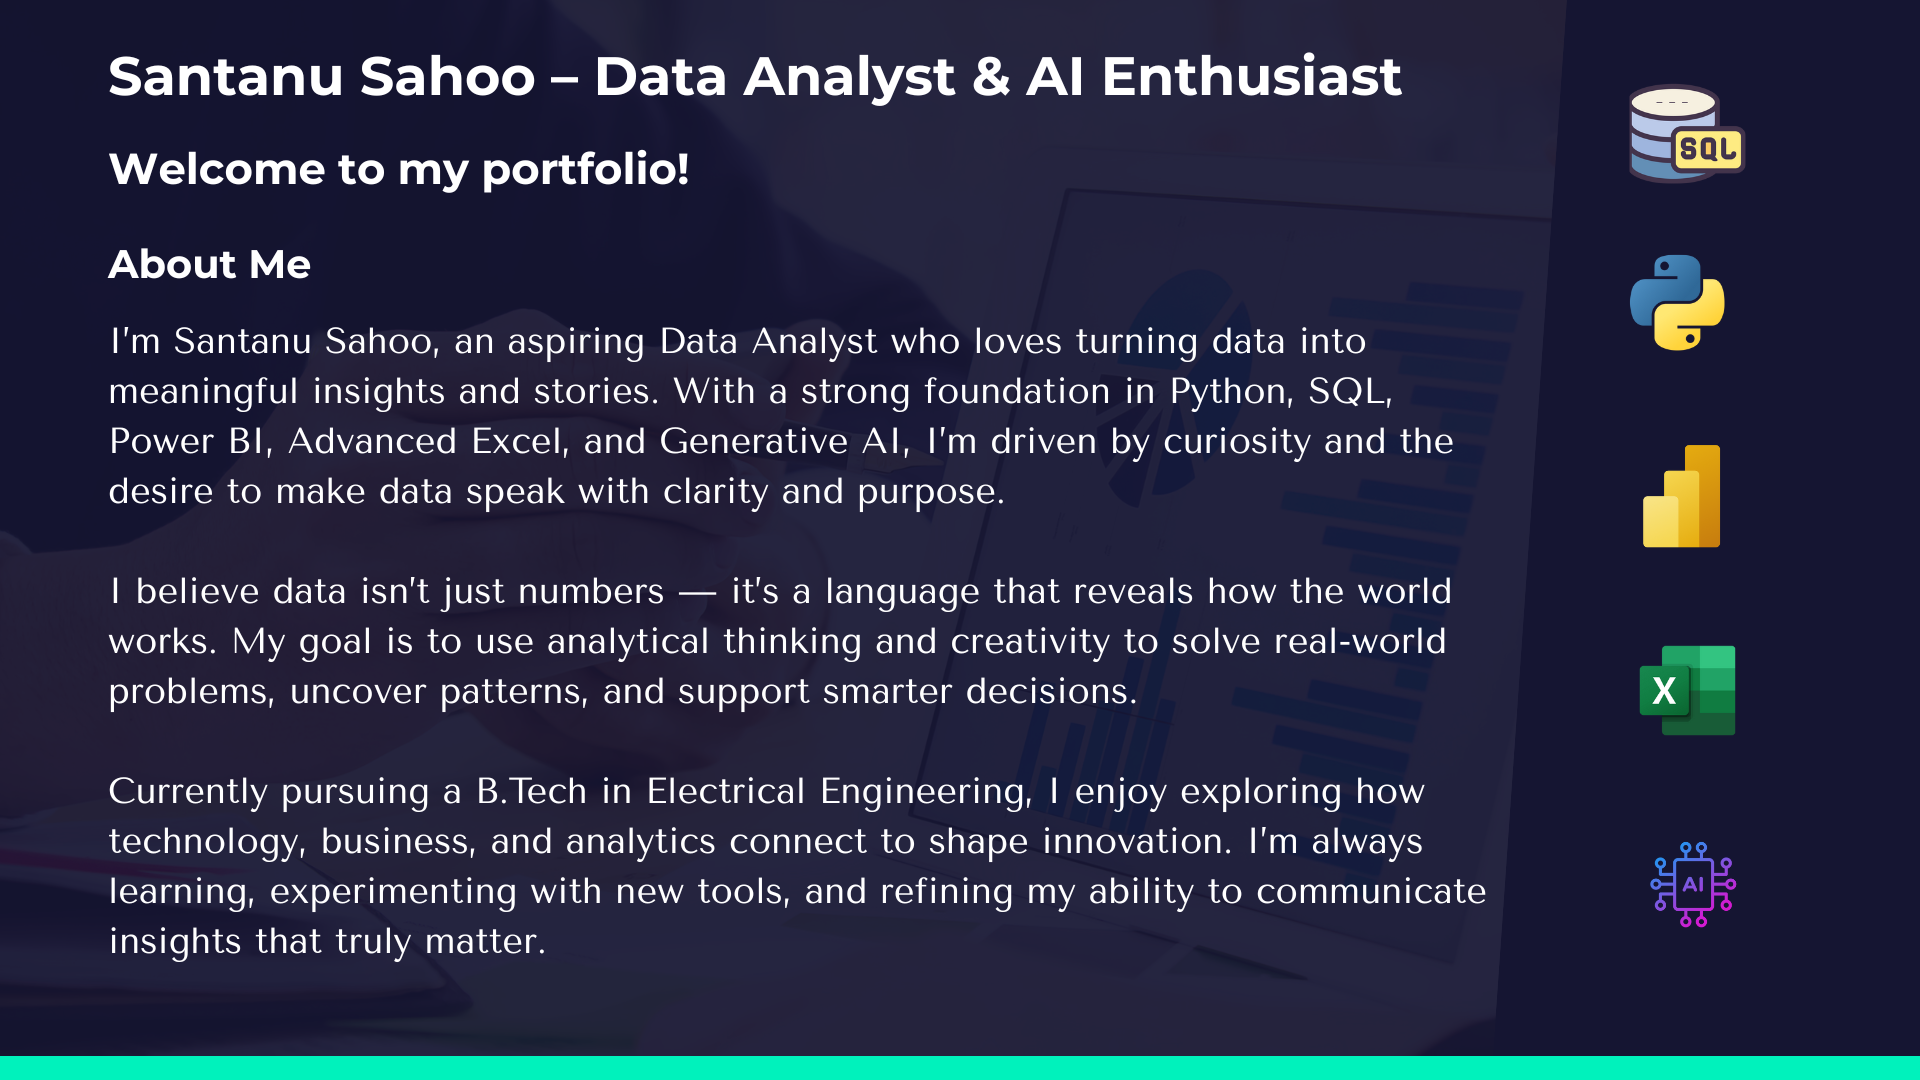 Santanu Sahoo – Data Analyst & AI Enthusiast
Welcome to my portfolio!
About Me
I'm Santanu Sahoo, an aspiring Data Analyst who loves turning data into
meaningful insights and stories. With a strong foundation in Python, SQL,
Power BI, Advanced Excel, and Generative AI, I'm driven by curiosity and the
desire to make data speak with clarity and purpose.
I believe data isn't just numbers — it's a language that reveals how the world
works. My goal is to use analytical thinking and creativity to solve real-world
problems, uncover patterns, and support smarter decisions.
Currently pursuing a B.Tech in Electrical Engineering, I enjoy exploring how
technology, business, and analytics connect to shape innovation. I'm always
learning, experimenting with new tools, and refining my ability to communicate
insights that truly matter.
SQL
X
AI